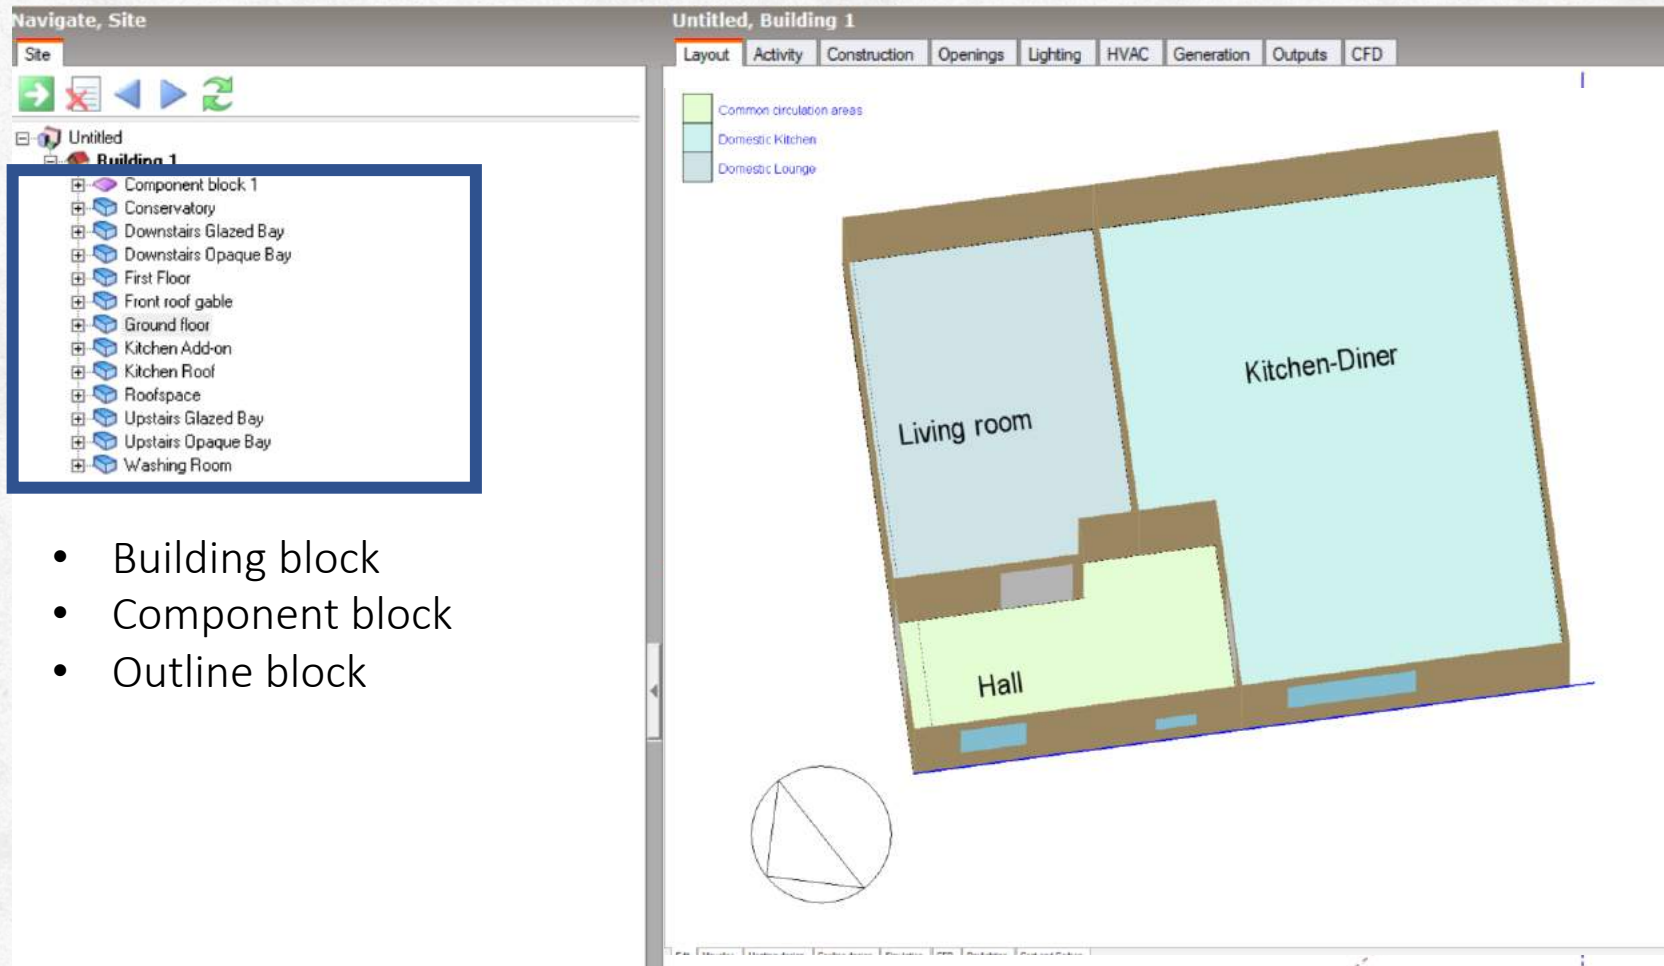 Navigate, Site
Site
Untitled
Building 1
Component block 1
Conservatory
Downstairs Glazed Bay
Downstairs Opaque Bay
First Floor
Front roof gable
Ground floor
Kitchen Add-on
Kitchen Roof
Roofspace
Upstairs Glazed Bay
Upstairs Opaque Bay
Washing Room
• Building block
• Component block
• Outline block
Untitled, Building 1
Layout Activity Construction Openings Lighting HVAC Generation Outputs CFD
Common circulation areas
Domestic Kitchen
Domestic Lounge
Kitchen-Diner
Living room
Hall